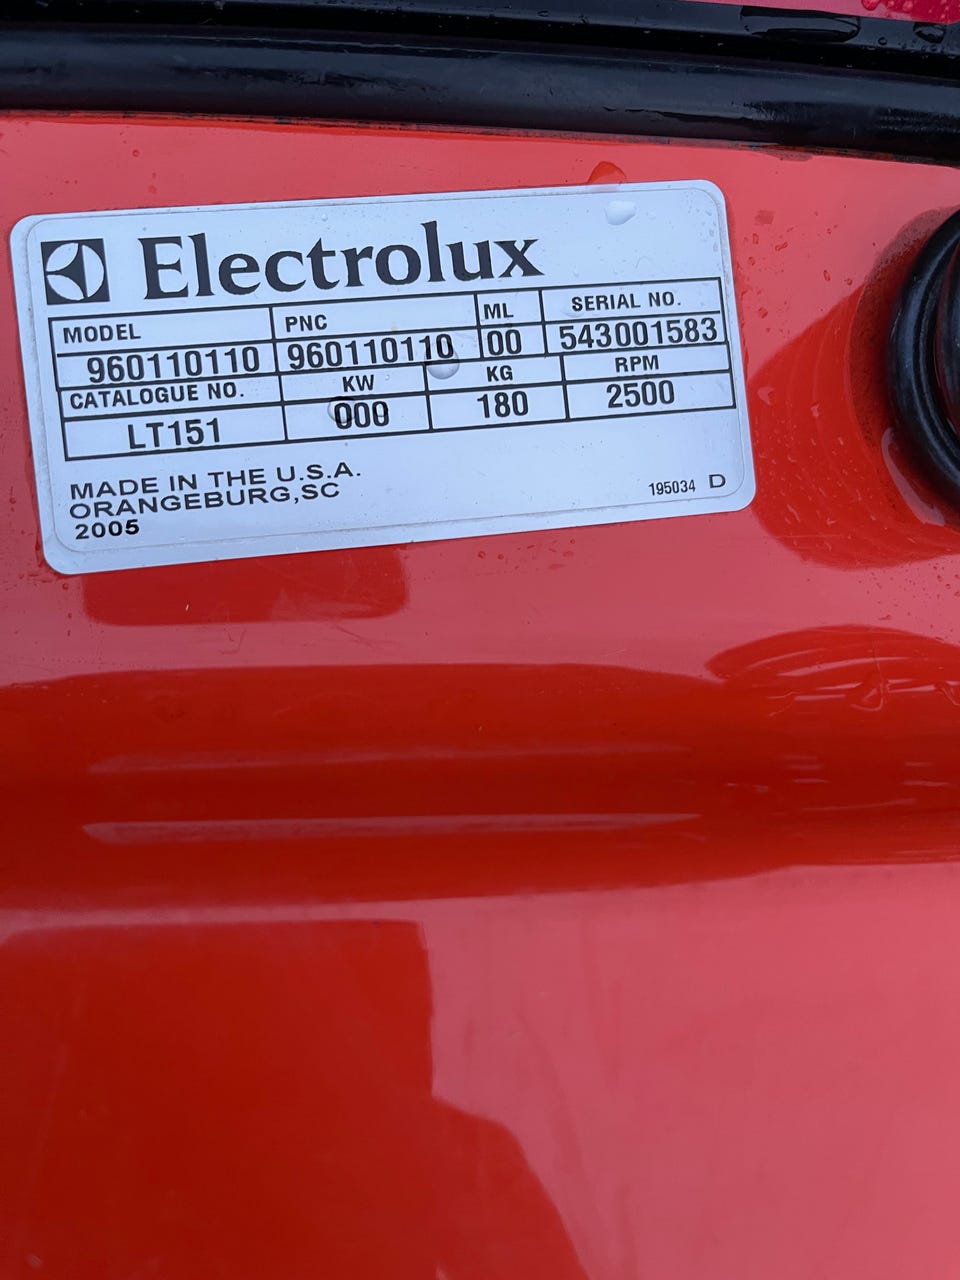 Electrolux
MODEL PNC ML SERIAL NO.
960110110 960110110 00 543001583
CATALOGUE NO. KW KG RPM
LT151 000 180 2500
MADE IN THE U.S.A.
ORANGEBURG,SC
2005
195034 D